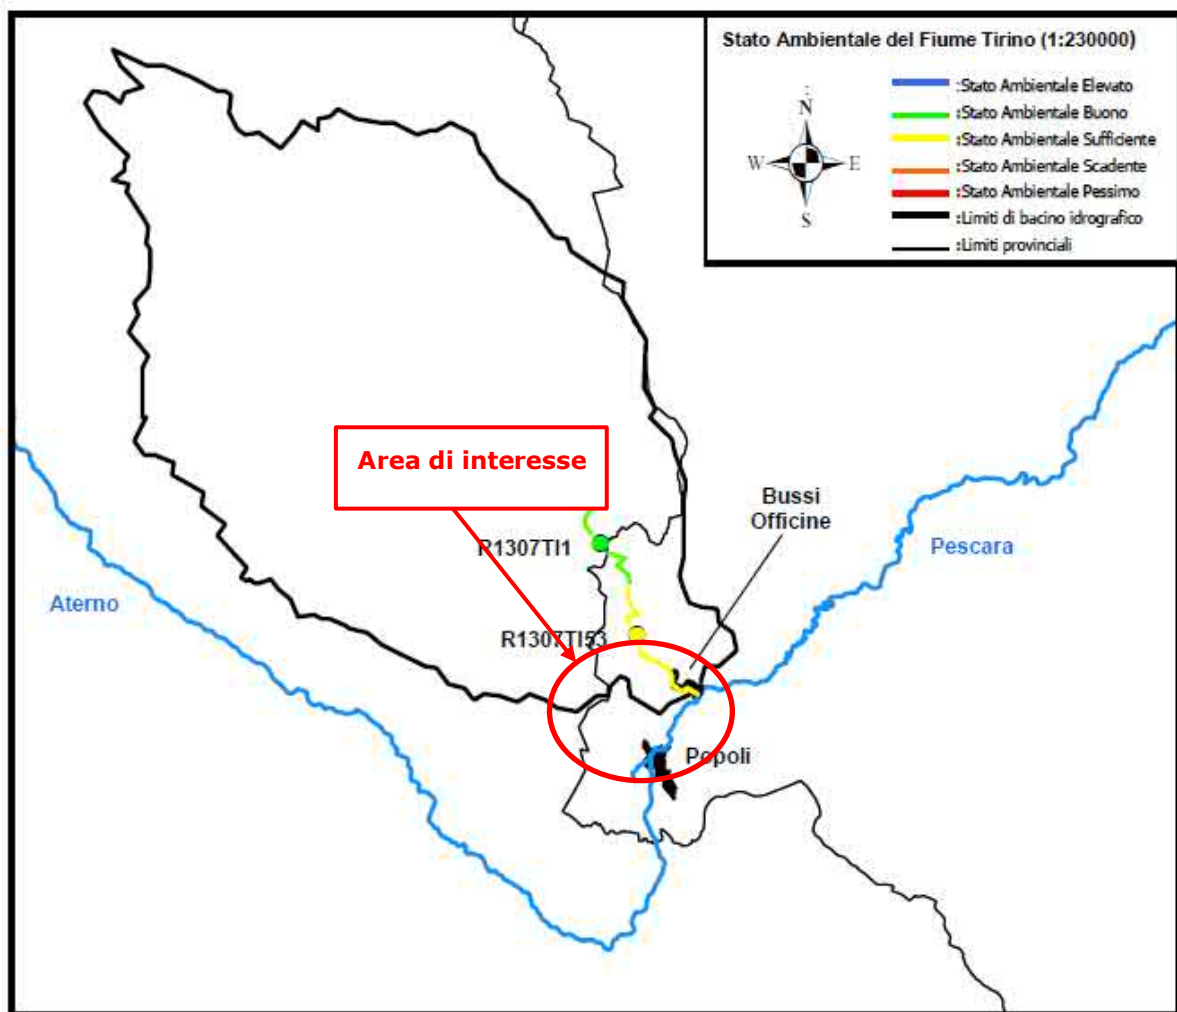 Stato Ambientale del Fiume Tirino (1:230000)
N
W
E
S
:Stato Ambientale Elevato
:Stato Ambientale Buono
:Stato Ambientale Sufficiente
:Stato Ambientale Scadente
:Stato Ambientale Pessimo
:Limiti di bacino idrografico
:Limiti provinciali
Area di interesse
Bussi
Officine
R1307TI1
Pescara
Aterno
R1307TI53
Popoli